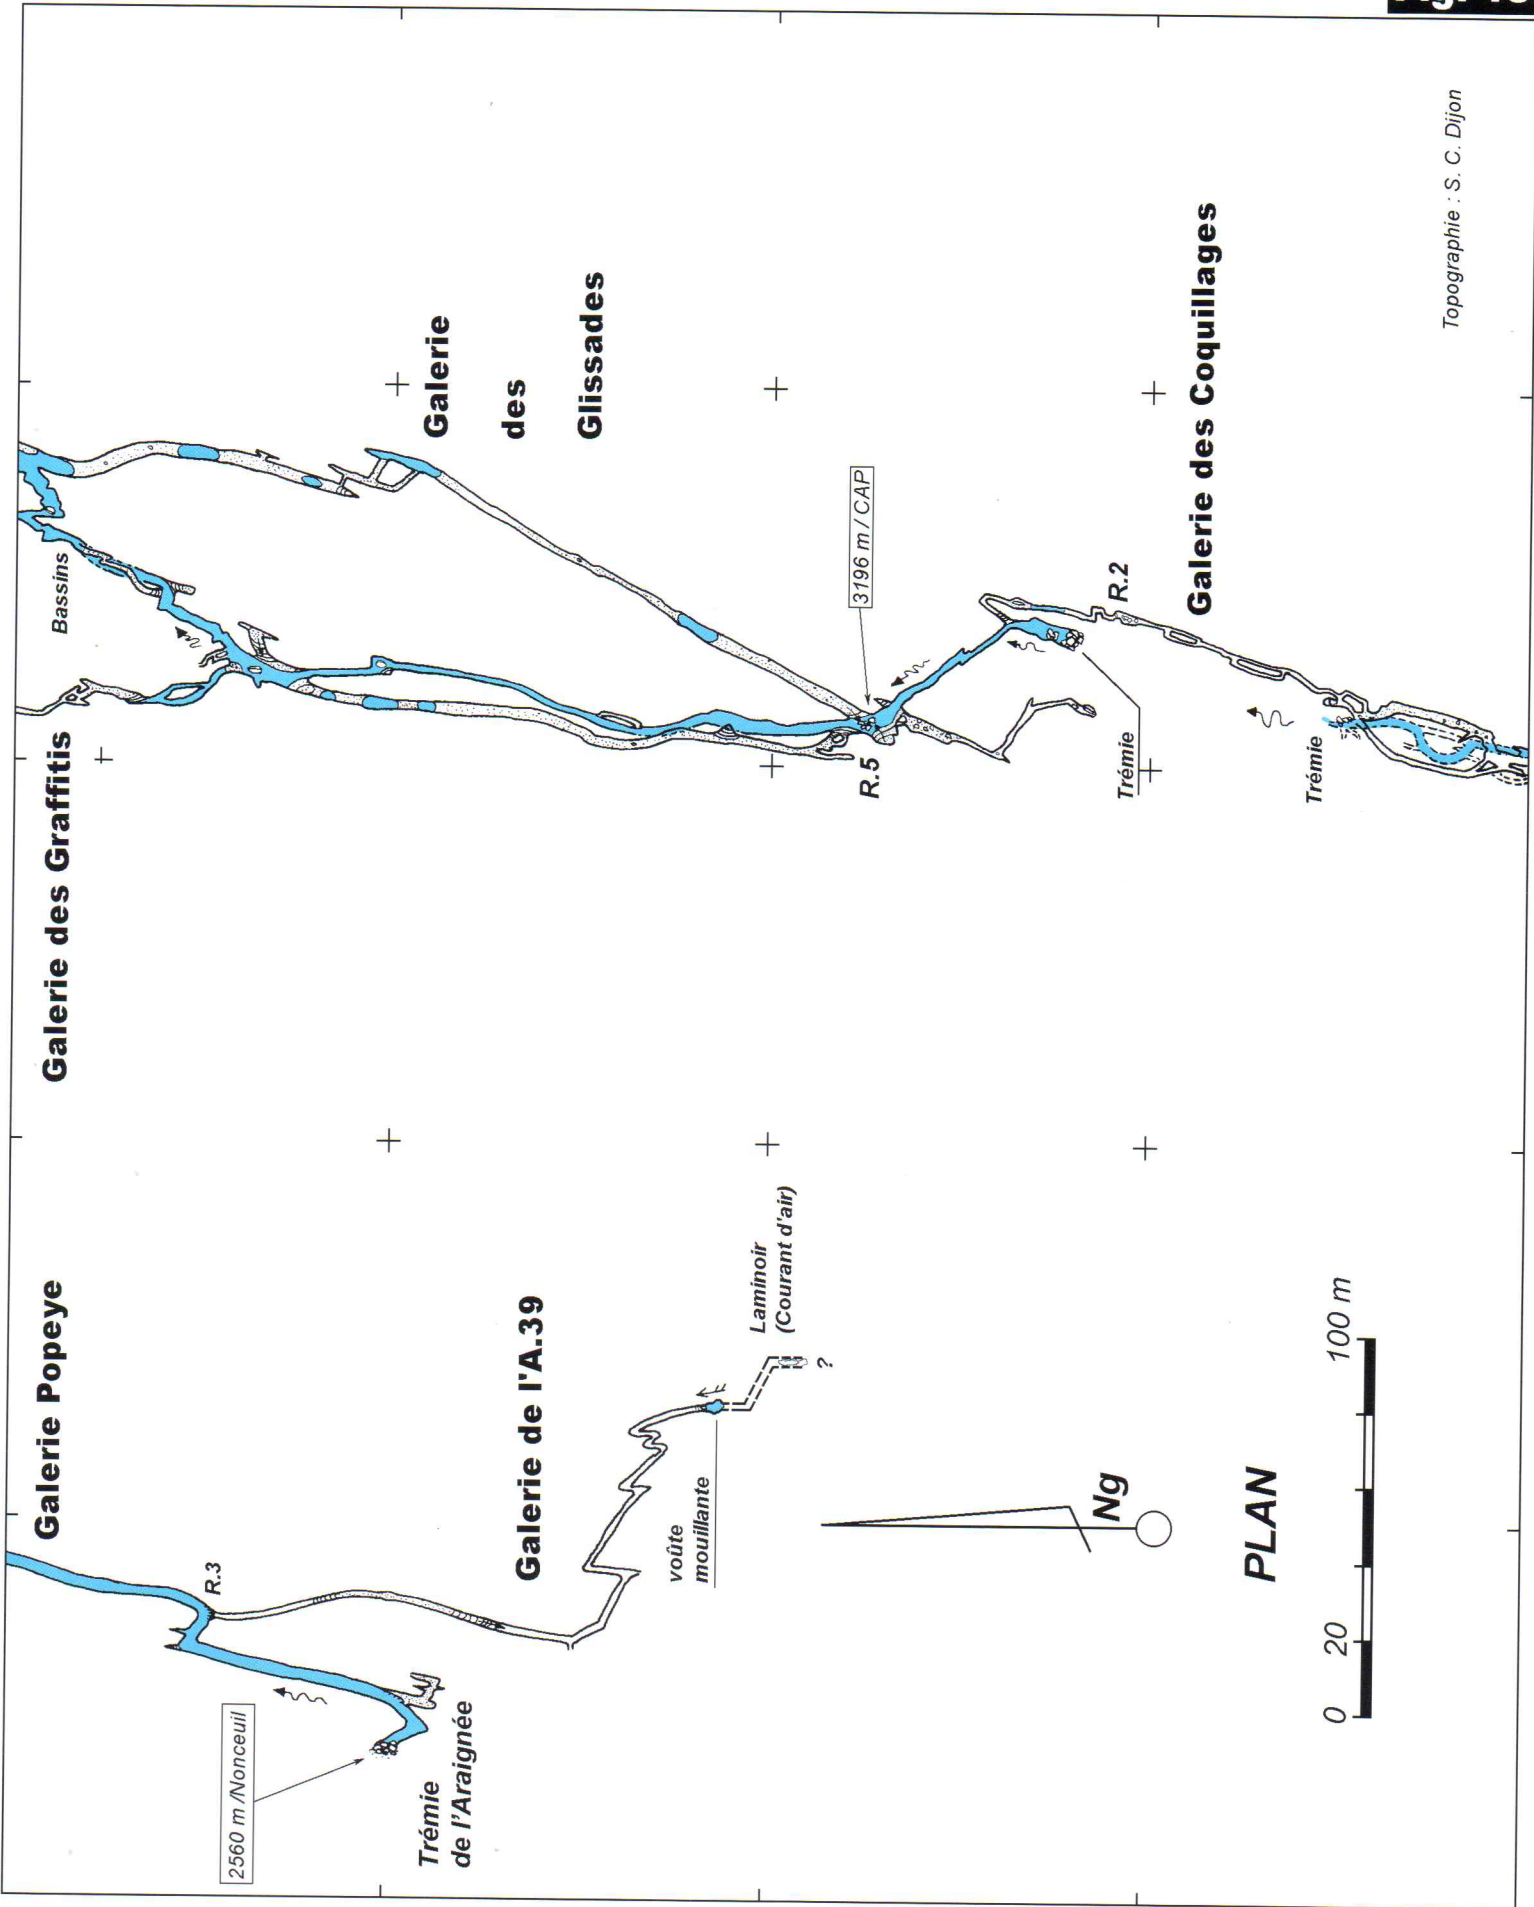 Galerie Popeye
Galerie des Graffitis
Bassins
R.3
2560 m /Nonceuil
Trémie
de l'Araignée
Galerie de l'A.39
voûte
mouillante
Laminoir
(Courant d'air)
?
Galerie
des
Glissades
3196 m / CAP
R.5
R.2
Trémie
Galerie des Coquillages
Trémie
Ng
PLAN
0 20 100 m
Topographie : S. C. Dijon